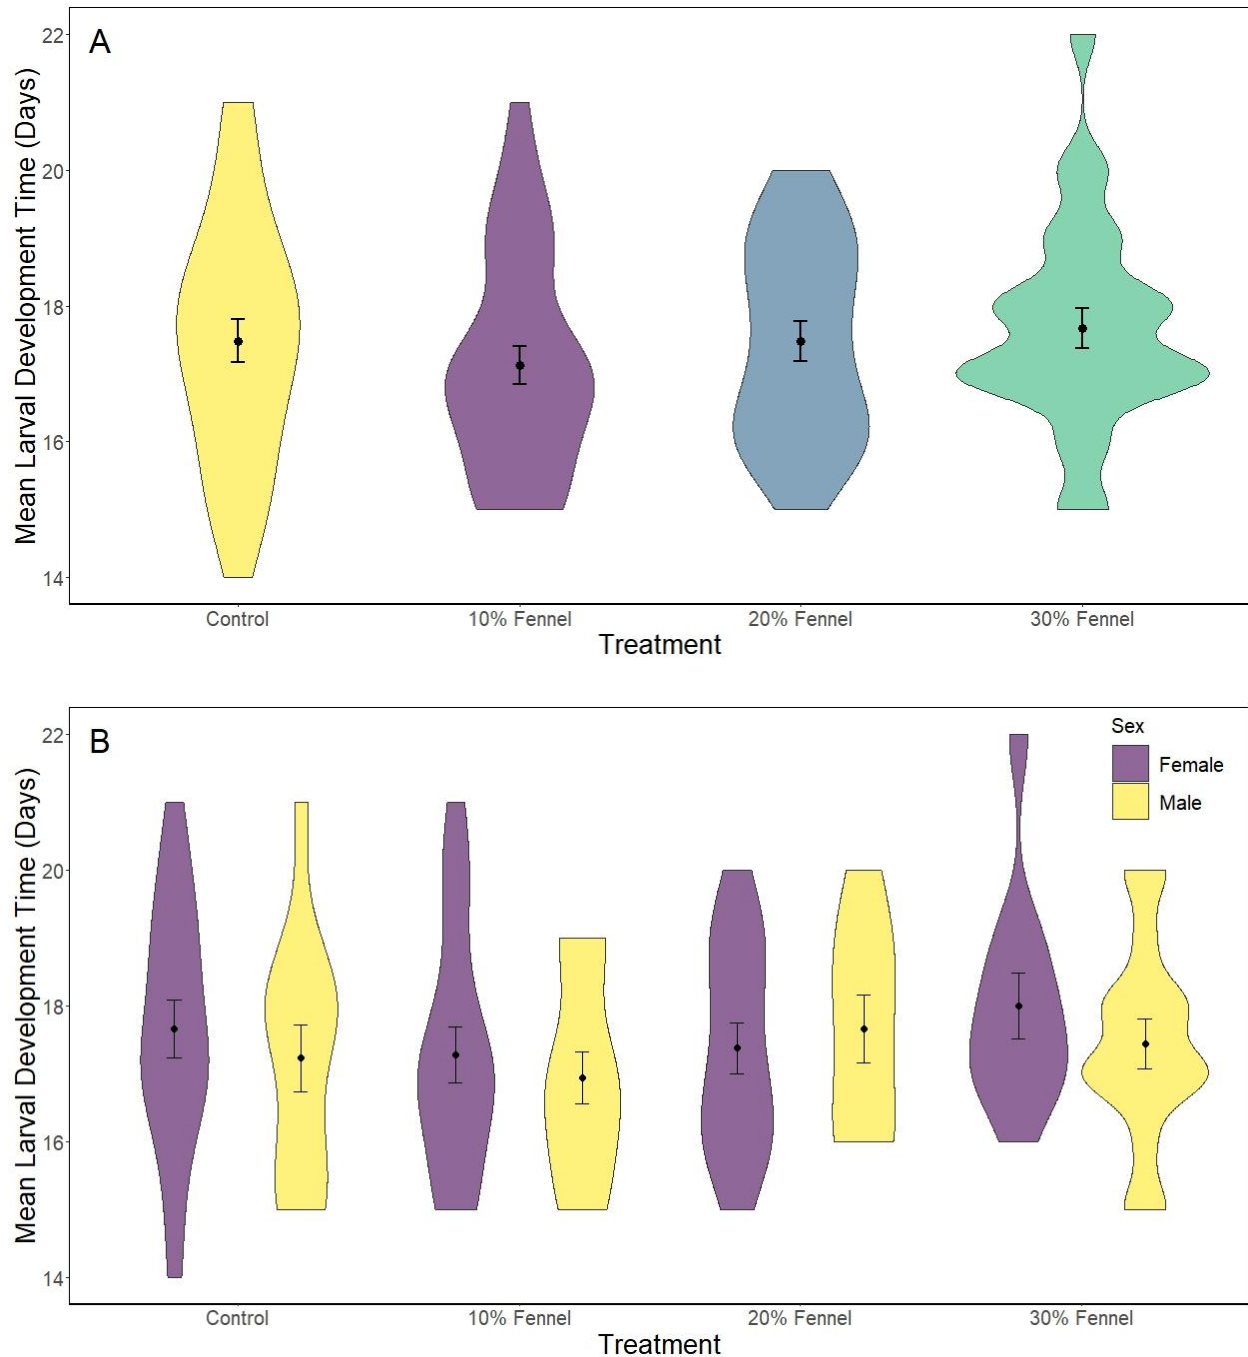 A
Mean Larval Development Time (Days)
22
20
18
16
14
Control 10% Fennel 20% Fennel 30% Fennel
Treatment
B
Sex
Female
Male
Mean Larval Development Time (Days)
22
20
18
16
14
Control 10% Fennel 20% Fennel 30% Fennel
Treatment